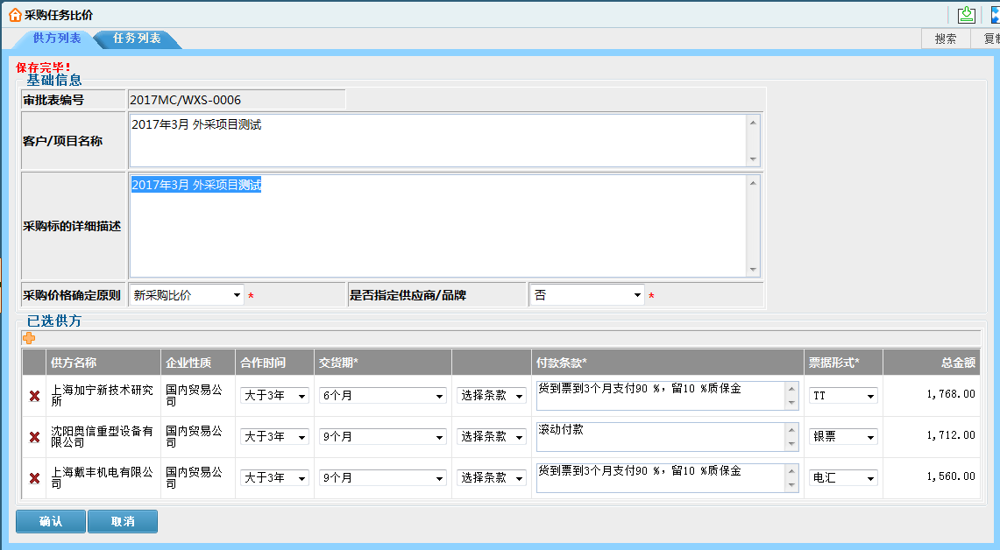 采购任务比价
供方列表 任务列表 搜索
保存完毕!
基础信息
审批表编号 2017MC/WXS-0006
客户/项目名称 2017年3月 外采项目测试
采购标的详细描述 2017年3月 外采项目测试
采购价格确定原则 新采购比价 * 是否指定供应商/品牌 否 *
已选供方
供方名称 企业性质 合作时间 交货期* 付款条款* 票据形式* 总金额
上海加宁新技术研究
所
国内贸易公
司
大于3年 6个月 选择条款 货到票到3个月支付90 %，留10 %质保金 TT 1,768.00
沈阳奥信重型设备有
限公司
国内贸易公
司
大于3年 9个月 选择条款 滚动付款 银票 1,712.00
上海戴丰机电有限公
司
国内贸易公
司
大于3年 9个月 选择条款 货到票到3个月支付90 %，留10 %质保金 电汇 1,560.00
确认 取消